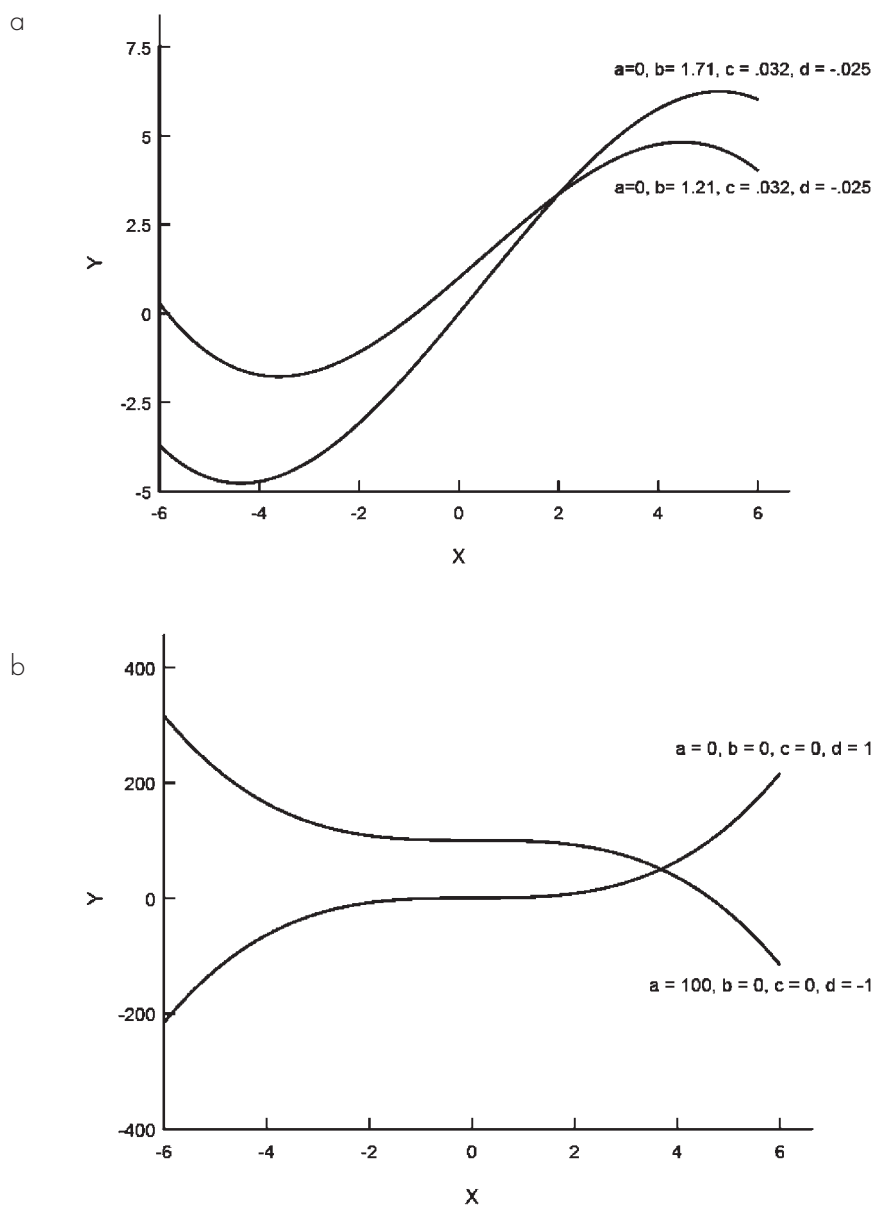 a
7.5
a=0, b= 1.71, c = .032, d = -.025
5
a=0, b= 1.21, c = .032, d = -.025
2.5
Y
0
-2.5
-5
-6 -4 -2 0 2 4 6
X
b
400
a = 0, b = 0, c = 0, d = 1
200
Y
0
a = 100, b = 0, c = 0, d = -1
-200
-400
-6 -4 -2 0 2 4 6
X